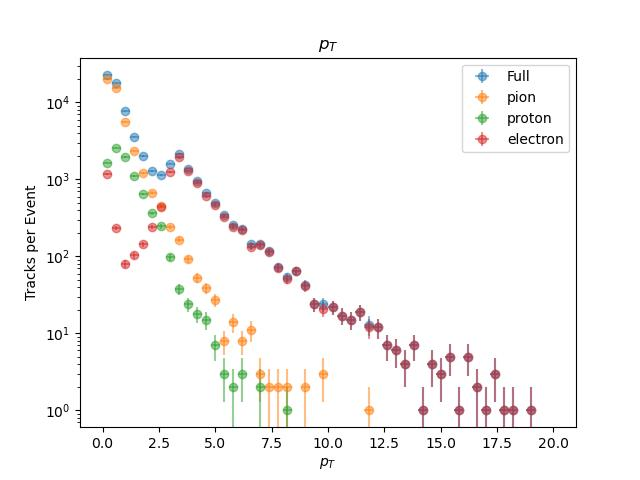 p_T
Full
pion
proton
electron
Tracks per Event
10^4
10^3
10^2
10^1
10^0
0.0 2.5 5.0 7.5 10.0 12.5 15.0 17.5 20.0
p_T